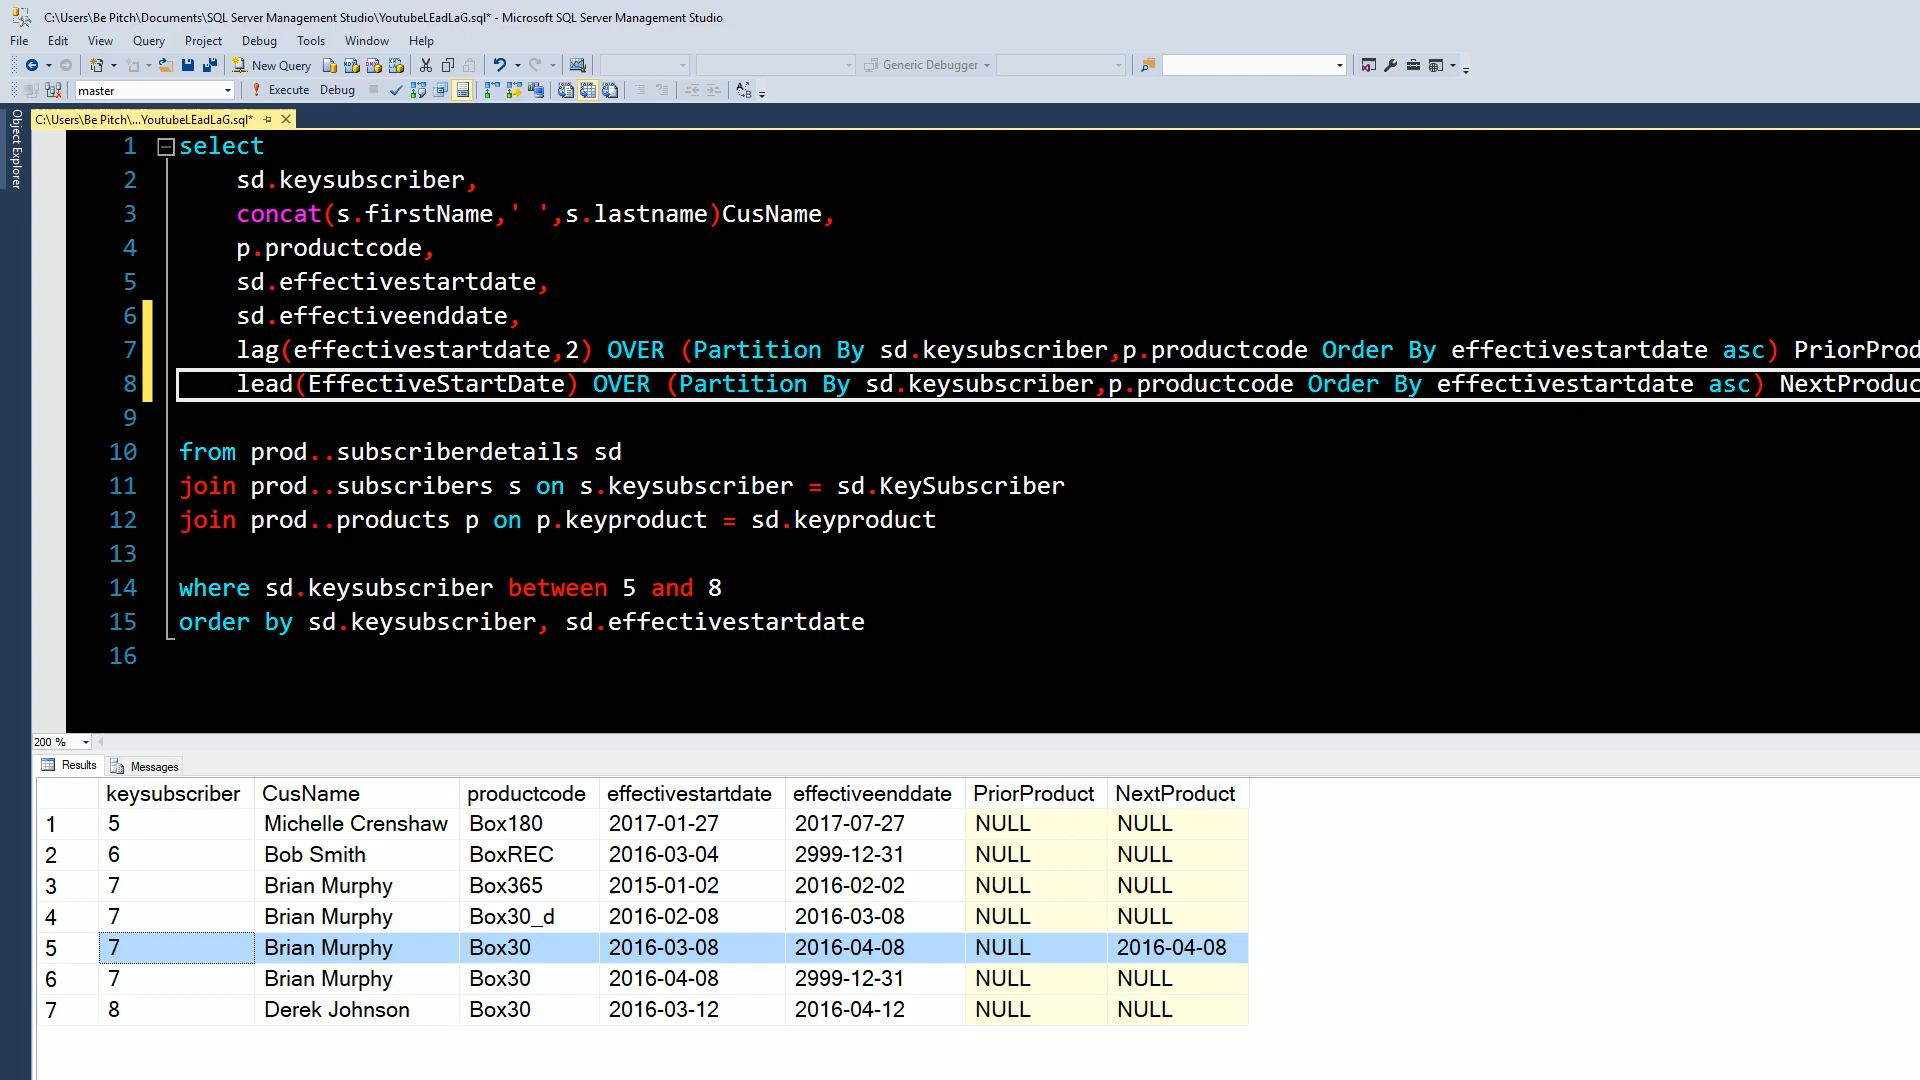 C:\Users\Be Pitch\Documents\SQL Server Management Studio\YoutubeLEadLaG.sql* - Microsoft SQL Server Management Studio
File Edit View Query Project Debug Tools Window Help
New Query Generic Debugger
master Execute Debug
Object Explorer
C:\Users\Be Pitch\...YoutubeLEadLaG.sql*
1 select
2 sd.keysubscriber,
3 concat(s.firstName,' ',s.lastname)CusName,
4 p.productcode,
5 sd.effectivestartdate,
6 sd.effectiveenddate,
7 lag(effectivestartdate,2) OVER (Partition By sd.keysubscriber,p.productcode Order By effectivestartdate asc) PriorProd
8 lead(EffectiveStartDate) OVER (Partition By sd.keysubscriber,p.productcode Order By effectivestartdate asc) NextProduc
9
10 from prod..subscriberdetails sd
11 join prod..subscribers s on s.keysubscriber = sd.KeySubscriber
12 join prod..products p on p.keyproduct = sd.keyproduct
13
14 where sd.keysubscriber between 5 and 8
15 order by sd.keysubscriber, sd.effectivestartdate
16
200 %
Results Messages
keysubscriber CusName productcode effectivestartdate effectiveenddate PriorProduct NextProduct
1 5 Michelle Crenshaw Box180 2017-01-27 2017-07-27 NULL NULL
2 6 Bob Smith BoxREC 2016-03-04 2999-12-31 NULL NULL
3 7 Brian Murphy Box365 2015-01-02 2016-02-02 NULL NULL
4 7 Brian Murphy Box30_d 2016-02-08 2016-03-08 NULL NULL
5 7 Brian Murphy Box30 2016-03-08 2016-04-08 NULL 2016-04-08
6 7 Brian Murphy Box30 2016-04-08 2999-12-31 NULL NULL
7 8 Derek Johnson Box30 2016-03-12 2016-04-12 NULL NULL